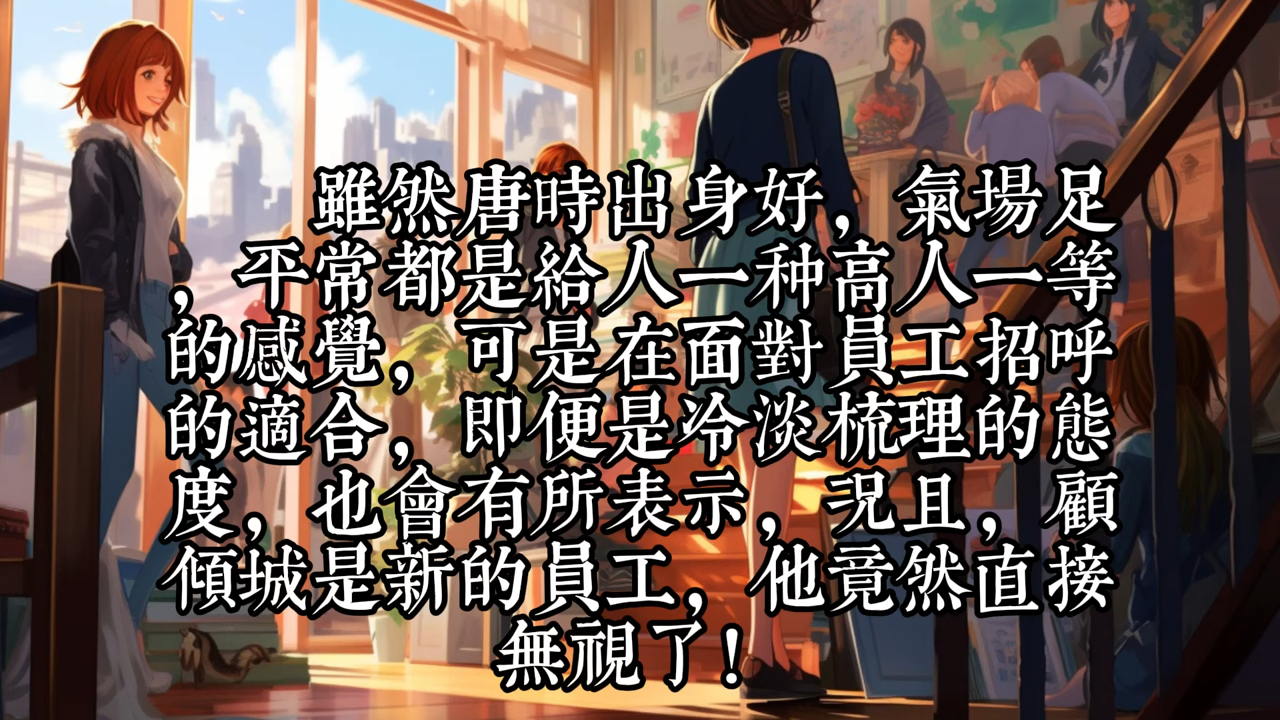 雖然唐時出身好，氣場足
，平常都是給人一种高人一等
的感覺，可是在面對員工招呼
的適合，即便是冷淡梳理的態
度，也會有所表示，況且，顧
傾城是新的員工，他竟然直接
無視了！